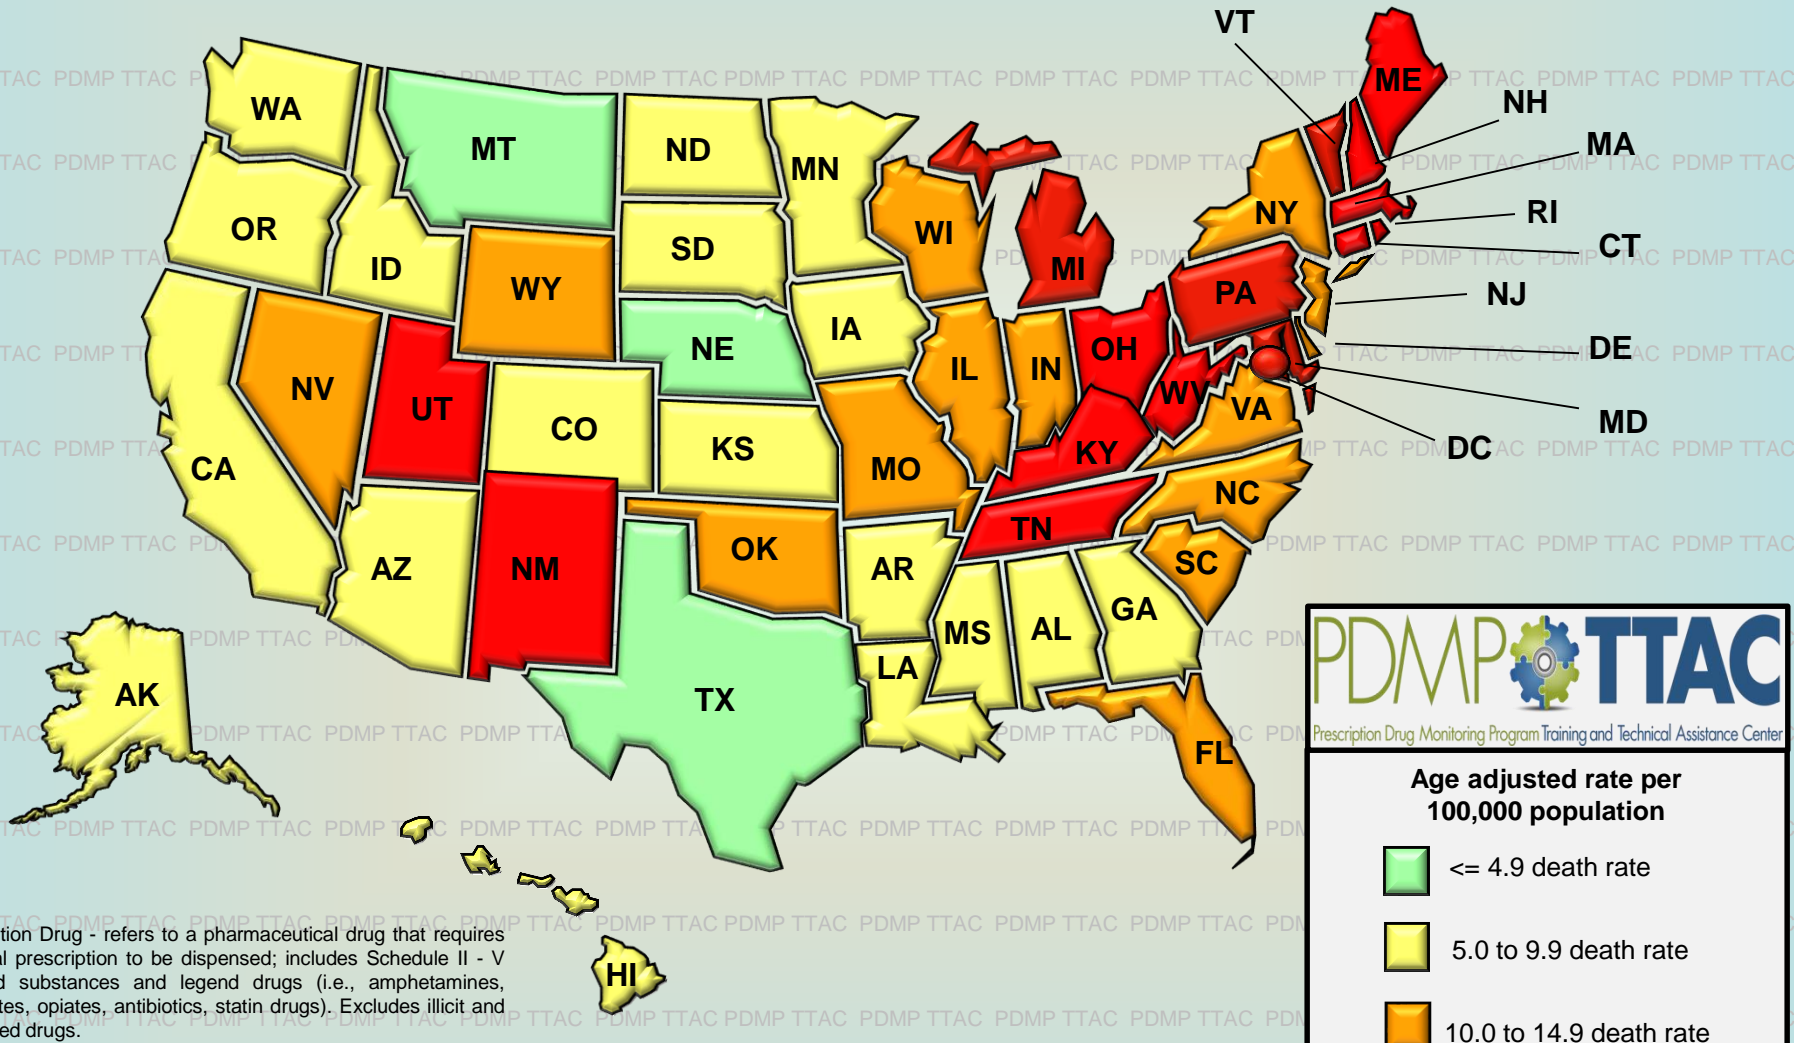 VT
ME
NH
MA
RI
CT
NJ
DE
MD
DC
WA
MT
ND
MN
OR
ID
SD
WI
NY
WY
MI
PA
NE
IA
OH
IL
IN
NV
UT
CO
KS
MO
WV
VA
KY
CA
NC
TN
AZ
NM
OK
AR
SC
MS
AL
GA
LA
TX
AK
FL
HI
PDMP TTAC
Prescription Drug Monitoring Program Training and Technical Assistance Center
Age adjusted rate per
100,000 population
<= 4.9 death rate
5.0 to 9.9 death rate
10.0 to 14.9 death rate
Drug - refers to a pharmaceutical drug that requires
prescription to be dispensed; includes Schedule II - V
substances and legend drugs (i.e., amphetamines,
opiates, antibiotics, statin drugs). Excludes illicit and
drugs.